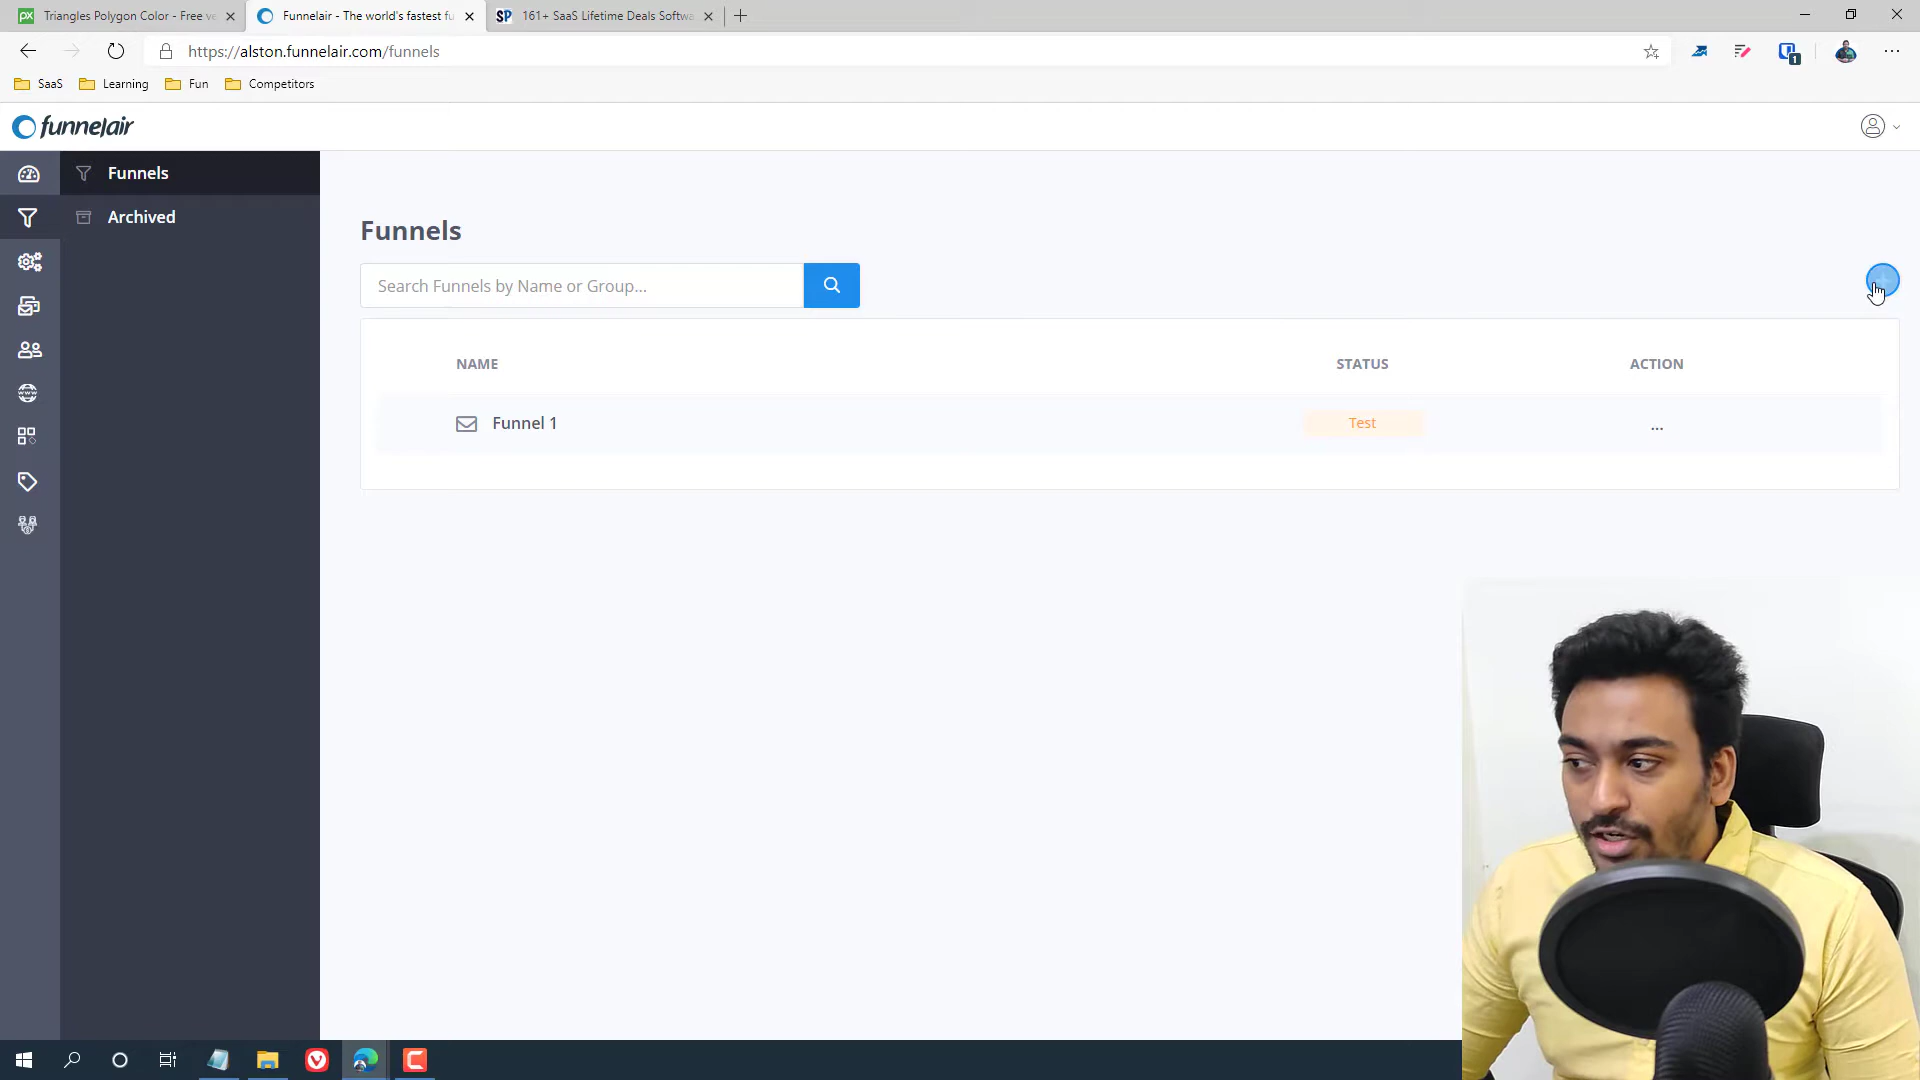 Triangles Polygon Color - Free ve
Funnelair - The world's fastest fu
SP
161+ SaaS Lifetime Deals Softwa
https://alston.funnelair.com/funnels
1
SaaS
Learning
Fun
Competitors
funnelair
Funnels
Archived
Funnels
Search Funnels by Name or Group...
NAME
STATUS
ACTION
Funnel 1
Test
...